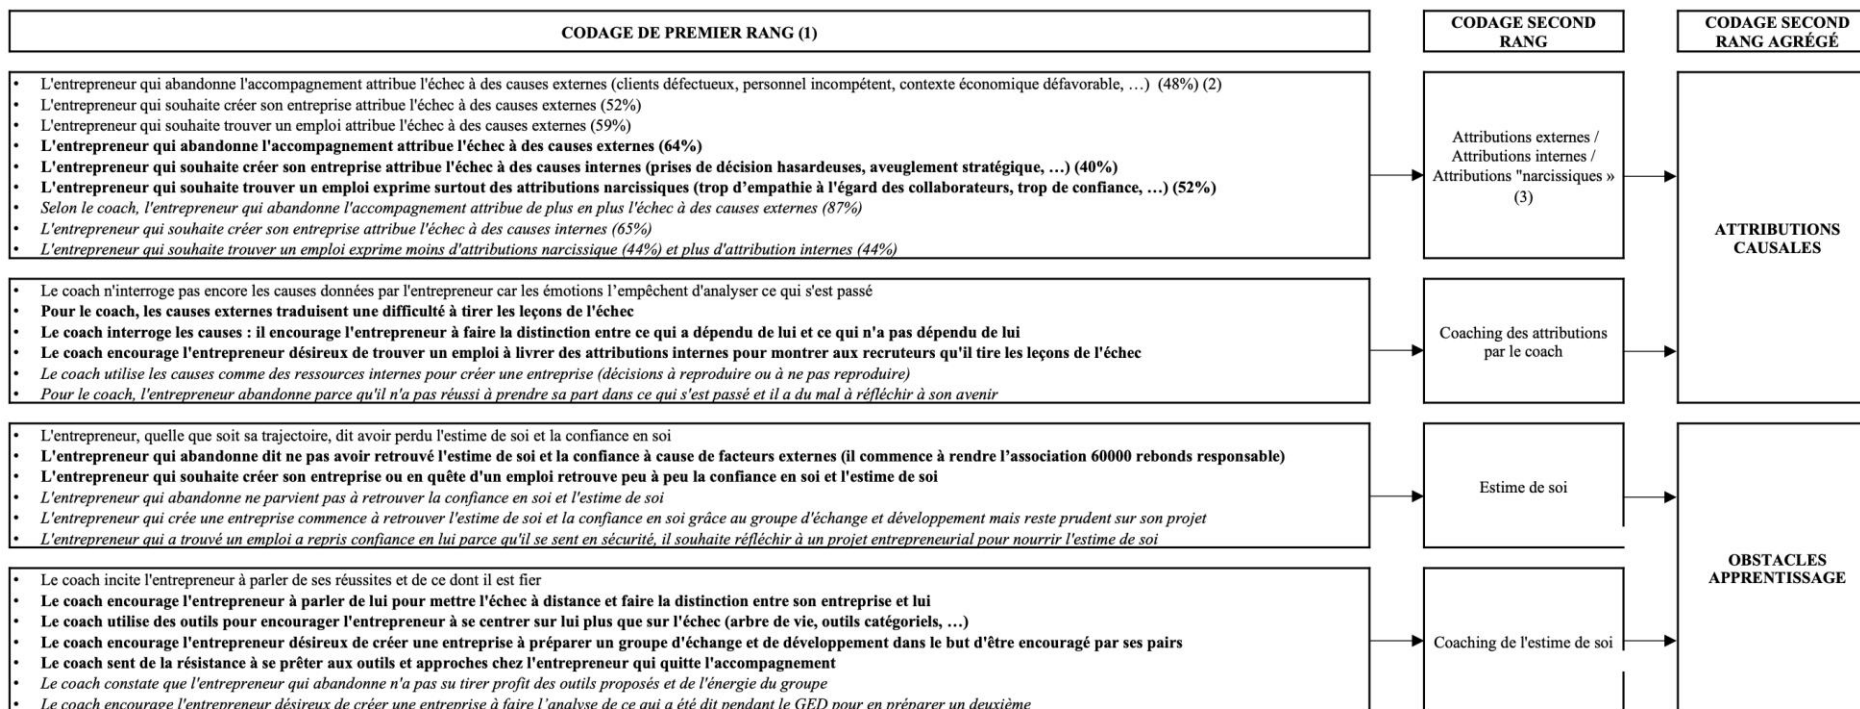 CODAGE DE PREMIER RANG (1)
CODAGE SECOND
RANG
CODAGE SECOND
RANG AGRÉGÉ
• L'entrepreneur qui abandonne l'accompagnement attribue l'échec à des causes externes (clients défectueux, personnel incompétent, contexte économique défavorable, …) (48%) (2)
• L'entrepreneur qui souhaite créer son entreprise attribue l'échec à des causes externes (52%)
• L'entrepreneur qui souhaite trouver un emploi attribue l'échec à des causes externes (59%)
• L'entrepreneur qui abandonne l'accompagnement attribue l'échec à des causes externes (64%)
• L'entrepreneur qui souhaite créer son entreprise attribue l'échec à des causes internes (prises de décision hasardeuses, aveuglement stratégique, …) (40%)
• L'entrepreneur qui souhaite trouver un emploi exprime surtout des attributions narcissiques (trop d’empathie à l'égard des collaborateurs, trop de confiance, …) (52%)
• Selon le coach, l'entrepreneur qui abandonne l'accompagnement attribue de plus en plus l'échec à des causes externes (87%)
• L'entrepreneur qui souhaite créer son entreprise attribue l'échec à des causes internes (65%)
• L'entrepreneur qui souhaite trouver un emploi exprime moins d'attributions narcissique (44%) et plus d'attribution internes (44%)
Attributions externes /
Attributions internes /
Attributions "narcissiques »
(3)
ATTRIBUTIONS
CAUSALES
• Le coach n'interroge pas encore les causes données par l'entrepreneur car les émotions l’empêchent d'analyser ce qui s'est passé
• Pour le coach, les causes externes traduisent une difficulté à tirer les leçons de l'échec
• Le coach interroge les causes : il encourage l'entrepreneur à faire la distinction entre ce qui a dépendu de lui et ce qui n'a pas dépendu de lui
• Le coach encourage l'entrepreneur désireux de trouver un emploi à livrer des attributions internes pour montrer aux recruteurs qu'il tire les leçons de l'échec
• Le coach utilise les causes comme des ressources internes pour créer une entreprise (décisions à reproduire ou à ne pas reproduire)
• Pour le coach, l'entrepreneur abandonne parce qu'il n'a pas réussi à prendre sa part dans ce qui s'est passé et il a du mal à réfléchir à son avenir
Coaching des attributions
par le coach
• L'entrepreneur, quelle que soit sa trajectoire, dit avoir perdu l'estime de soi et la confiance en soi
• L'entrepreneur qui abandonne dit ne pas avoir retrouvé l'estime de soi et la confiance à cause de facteurs externes (il commence à rendre l’association 60000 rebonds responsable)
• L'entrepreneur qui souhaite créer son entreprise ou en quête d'un emploi retrouve peu à peu la confiance en soi et l'estime de soi
• L'entrepreneur qui abandonne ne parvient pas à retrouver la confiance en soi et l'estime de soi
• L'entrepreneur qui crée une entreprise commence à retrouver l'estime de soi et la confiance en soi grâce au groupe d'échange et développement mais reste prudent sur son projet
• L'entrepreneur qui a trouvé un emploi a repris confiance en lui parce qu'il se sent en sécurité, il souhaite réfléchir à un projet entrepreneurial pour nourrir l'estime de soi
Estime de soi
OBSTACLES
APPRENTISSAGE
• Le coach incite l'entrepreneur à parler de ses réussites et de ce dont il est fier
• Le coach encourage l'entrepreneur à parler de lui pour mettre l'échec à distance et faire la distinction entre son entreprise et lui
• Le coach utilise des outils pour encourager l'entrepreneur à se centrer sur lui plus que sur l'échec (arbre de vie, outils catégoriels, …)
• Le coach encourage l'entrepreneur désireux de créer une entreprise à préparer un groupe d'échange et de développement dans le but d'être encouragé par ses pairs
• Le coach sent de la résistance à se prêter aux outils et approches chez l'entrepreneur qui quitte l'accompagnement
• Le coach constate que l'entrepreneur qui abandonne n'a pas su tirer profit des outils proposés et de l'énergie du groupe
• Le coach encourage l'entrepreneur désireux de créer une entreprise à faire l’analyse de ce qui a été dit pendant le GED pour en préparer un deuxième
Coaching de l'estime de soi